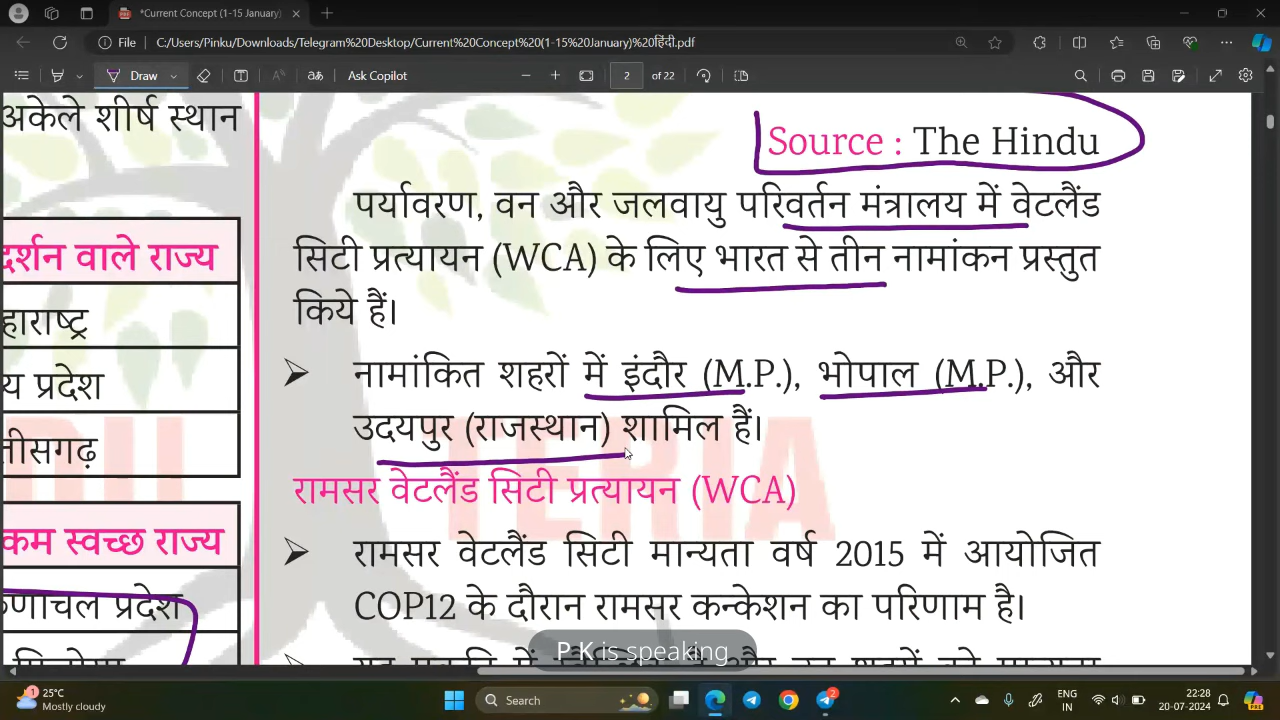 *Current Concept (1-15 January)
File C:/Users/Pinku/Downloads/Telegram%20Desktop/Current%20Concept%20(1-15%20January)%20हिंदी.pdf
Draw
Ask Copilot
2 of 22
अकेले शीर्ष स्थान
दर्शन वाले राज्य
हाराष्ट्र
य प्रदेश
तीसगढ़
कम स्वच्छ राज्य
णाचल प्रदेश
Source : The Hindu
पर्यावरण, वन और जलवायु परिवर्तन मंत्रालय में वेटलैंड
सिटी प्रत्यायन (WCA) के लिए भारत से तीन नामांकन प्रस्तुत
किये हैं।
➢ नामांकित शहरों में इंदौर (M.P.), भोपाल (M.P.), और
उदयपुर (राजस्थान) शामिल हैं।
रामसर वेटलैंड सिटी प्रत्यायन (WCA)
➢ रामसर वेटलैंड सिटी मान्यता वर्ष 2015 में आयोजित
COP12 के दौरान रामसर कन्केशन का परिणाम है।
P K is speaking
TERIA
25°C
Mostly cloudy
Search
ENG
IN
22:28
20-07-2024